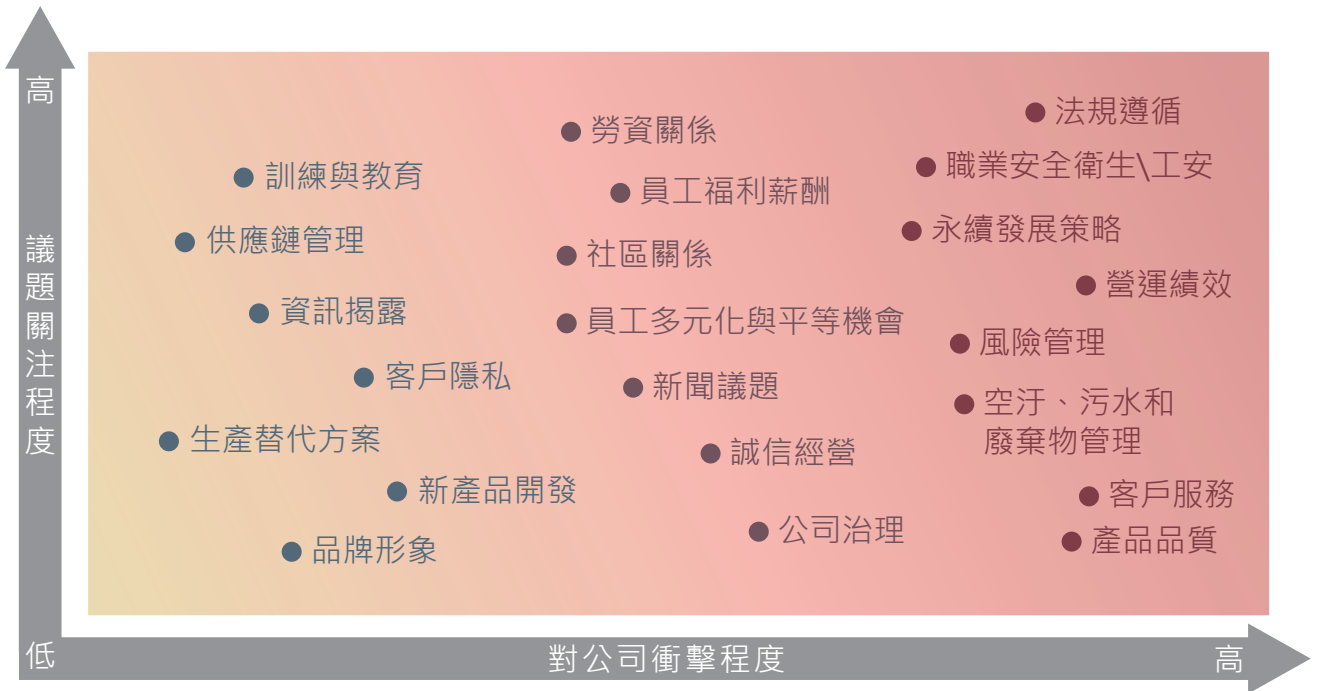 高
議題關注程度
低
對公司衝擊程度
高
訓練與教育
供應鏈管理
資訊揭露
客戶隱私
生產替代方案
新產品開發
品牌形象
勞資關係
員工福利薪酬
社區關係
員工多元化與平等機會
新聞議題
誠信經營
公司治理
法規遵循
職業安全衛生\工安
永續發展策略
營運績效
風險管理
空汙、污水和
廢棄物管理
客戶服務
產品品質